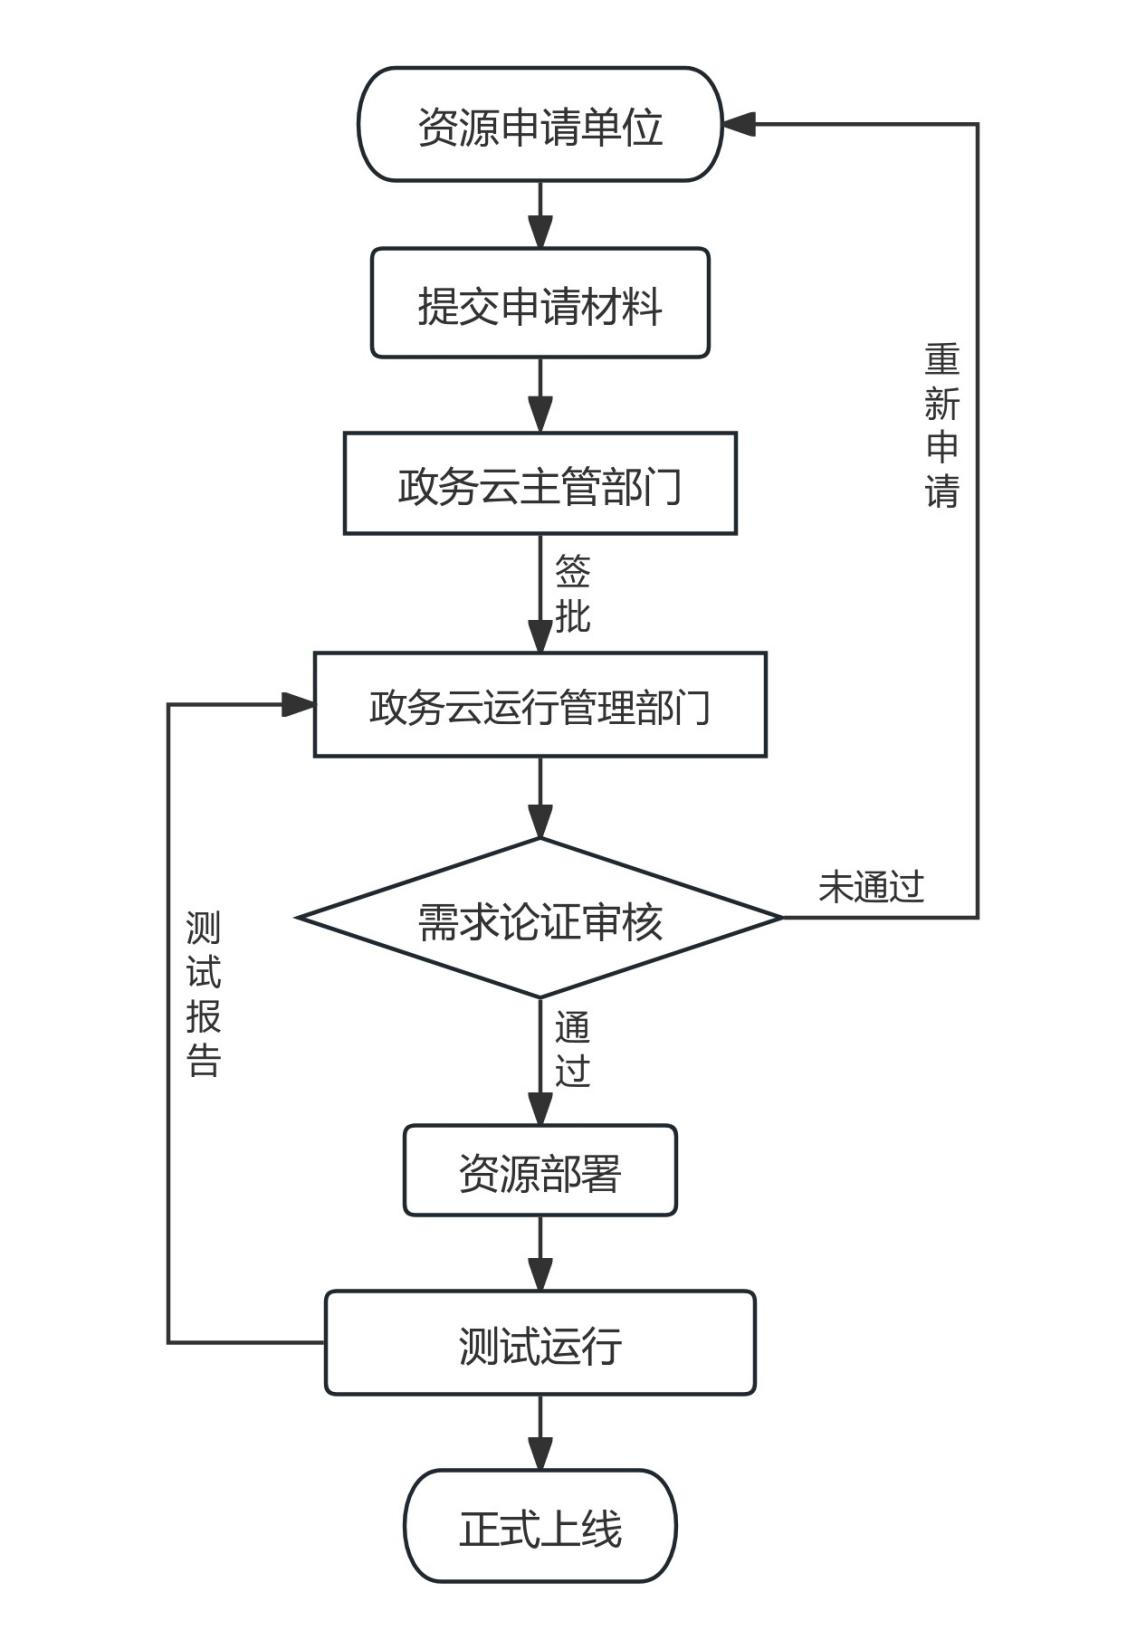 资源申请单位
提交申请材料
政务云主管部门
签批
政务云运行管理部门
需求论证审核
未通过
重新申请
通过
资源部署
测试运行
测试报告
正式上线